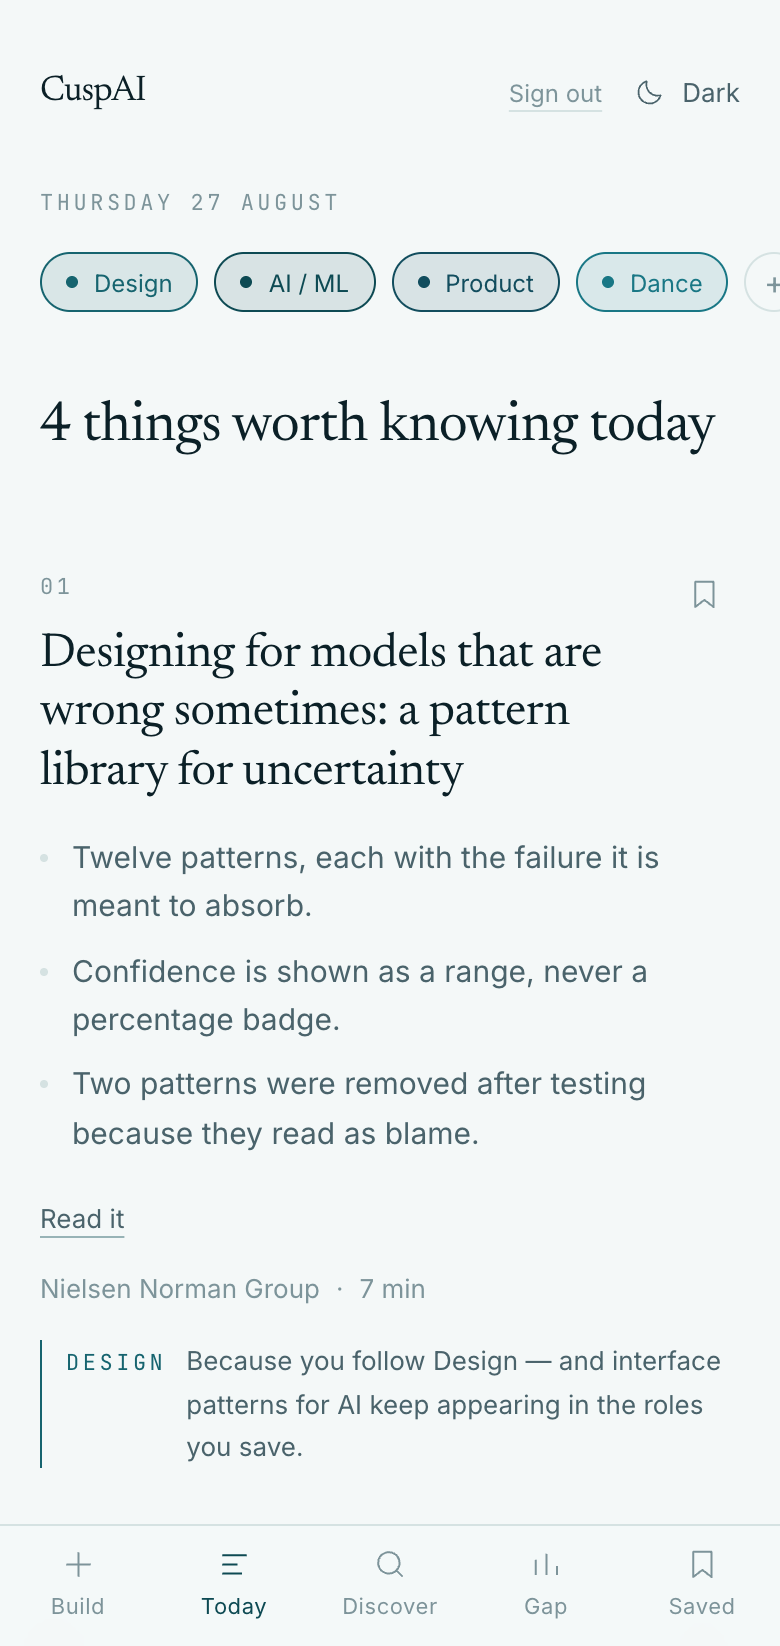 CuspAI
Sign out
Dark
THURSDAY 27 AUGUST
Design
AI / ML
Product
Dance
+
4 things worth knowing today
01
Designing for models that are
wrong sometimes: a pattern
library for uncertainty
Twelve patterns, each with the failure it is
meant to absorb.
Confidence is shown as a range, never a
percentage badge.
Two patterns were removed after testing
because they read as blame.
Read it
Nielsen Norman Group · 7 min
DESIGN Because you follow Design — and interface
patterns for AI keep appearing in the roles
you save.
Build
Today
Discover
Gap
Saved